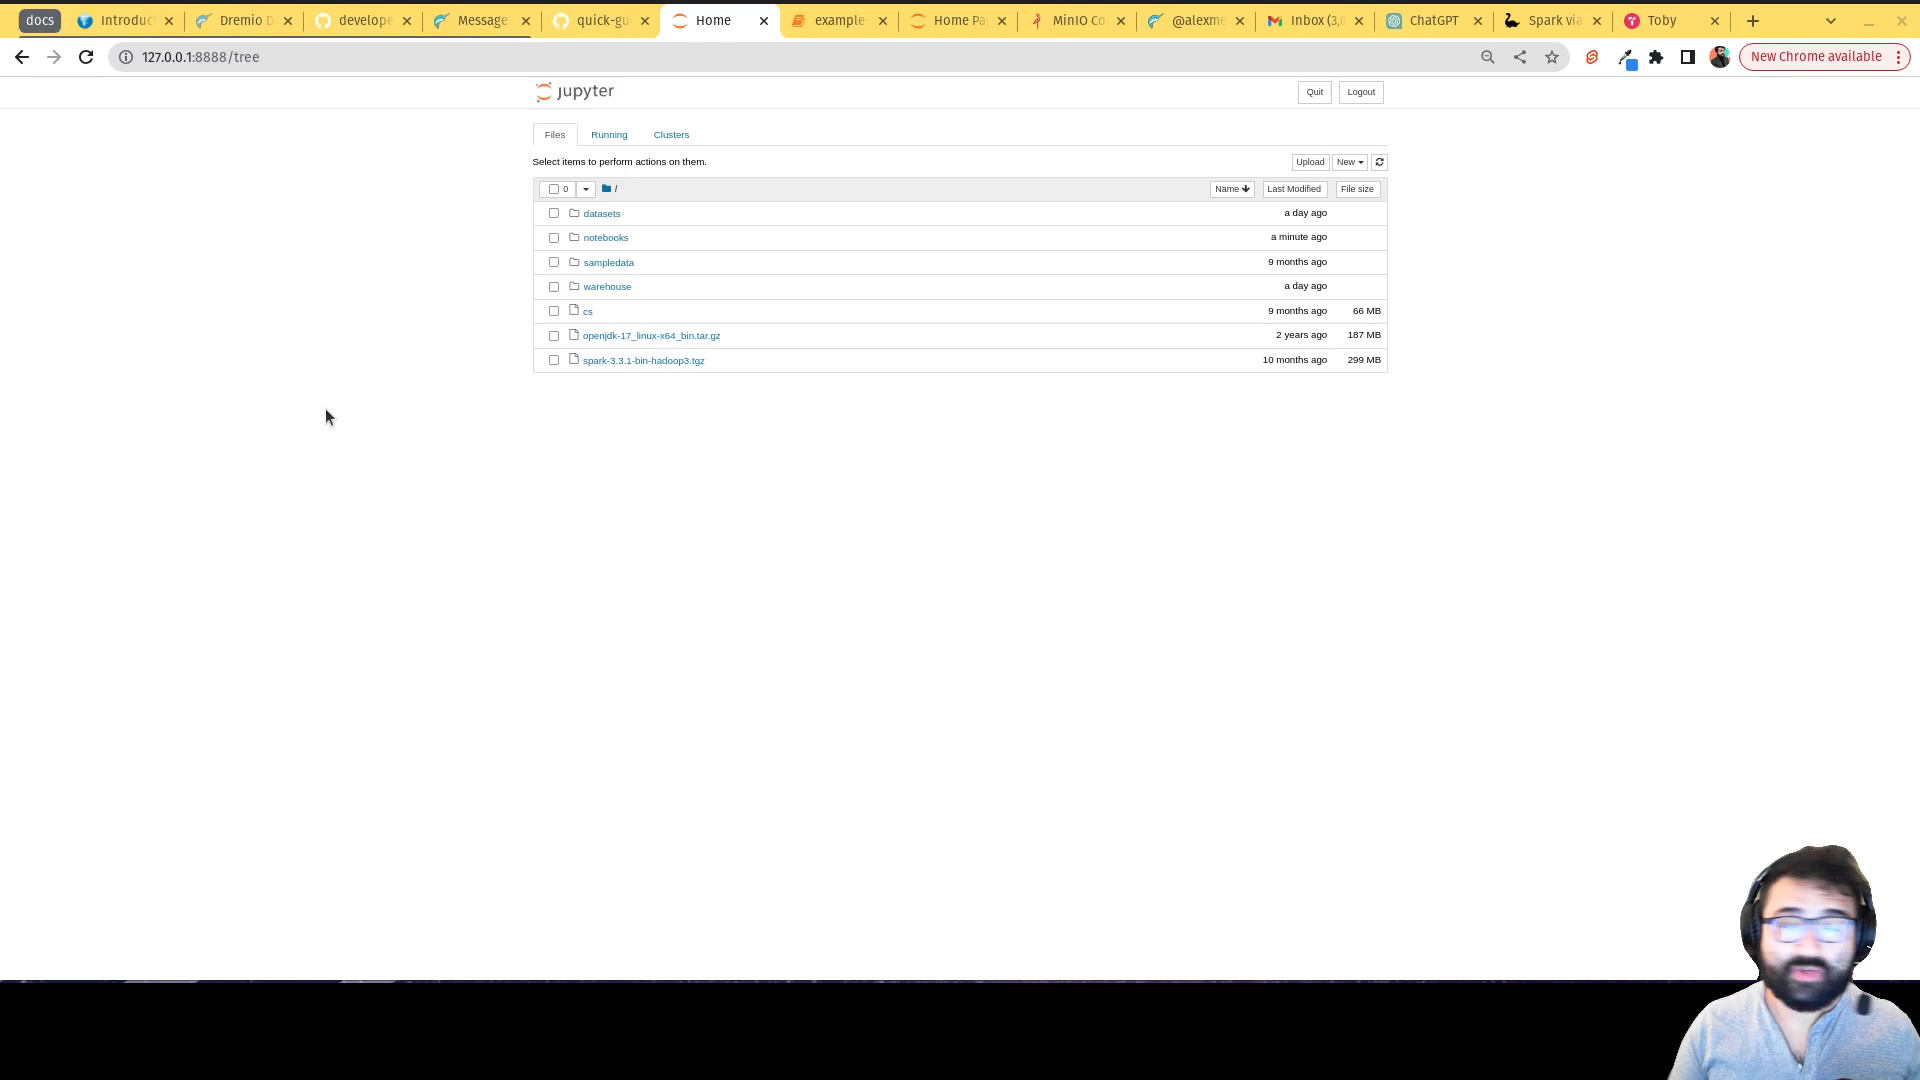 docs Introduc Dremio D develope Message quick-gu Home example- Home Pa MinIO Co @alexme Inbox (3, ChatGPT Spark via Toby
127.0.0.1:8888/tree New Chrome available
jupyter Quit Logout
Files Running Clusters
Select items to perform actions on them. Upload New
0 / Name Last Modified File size
datasets a day ago
notebooks a minute ago
sampledata 9 months ago
warehouse a day ago
cs 9 months ago 66 MB
openjdk-17_linux-x64_bin.tar.gz 2 years ago 187 MB
spark-3.3.1-bin-hadoop3.tgz 10 months ago 299 MB